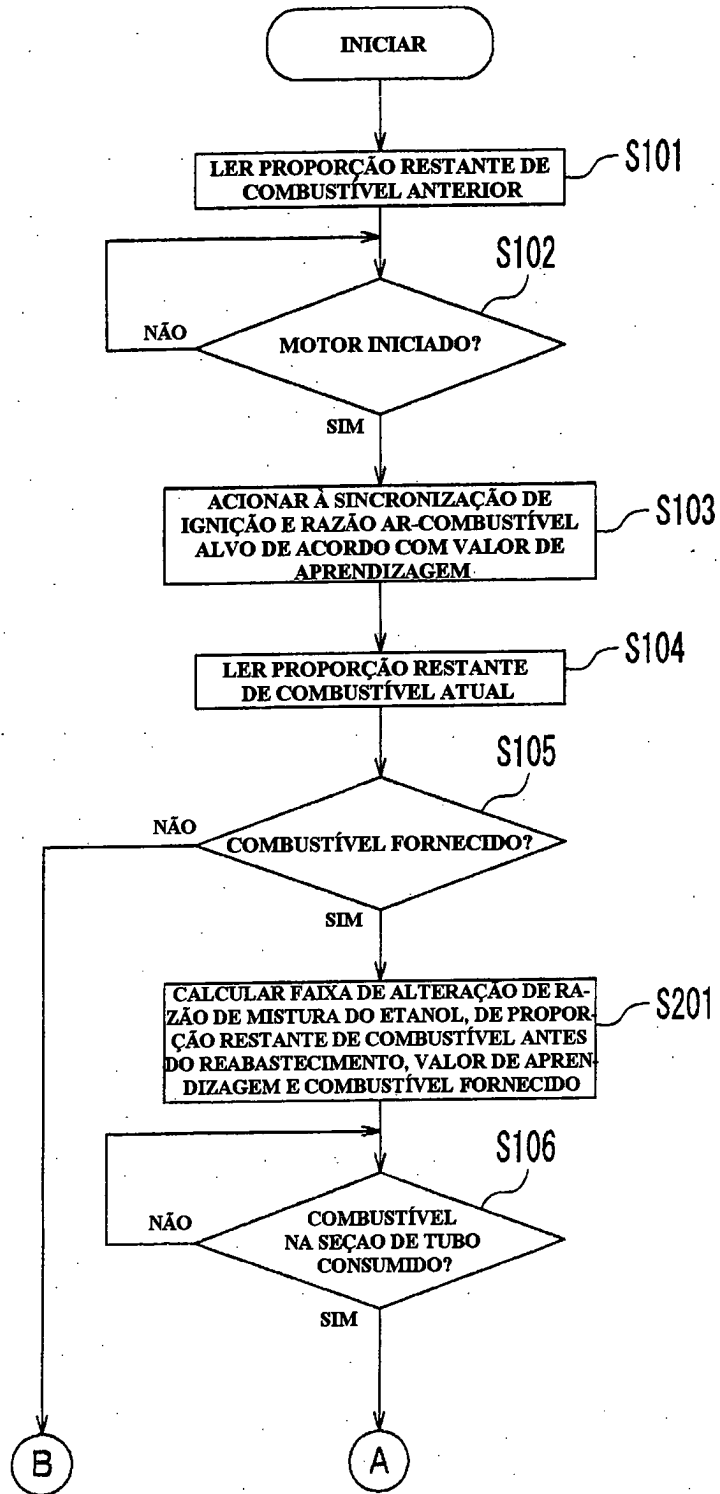 INICIAR
LER PROPORÇÃO RESTANTE DE
COMBUSTÍVEL ANTERIOR
S101
S102
NÃO
MOTOR INICIADO?
SIM
ACIONAR À SINCRONIZAÇÃO DE
IGNIÇÃO E RAZÃO AR-COMBUSTÍVEL
ALVO DE ACORDO COM VALOR DE
APRENDIZAGEM
S103
LER PROPORÇÃO RESTANTE
DE COMBUSTÍVEL ATUAL
S104
S105
NÃO
COMBUSTÍVEL FORNECIDO?
SIM
CALCULAR FAIXA DE ALTERAÇÃO DE RA-
ZÃO DE MISTURA DO ETANOL, DE PROPOR-
ÇÃO RESTANTE DE COMBUSTÍVEL ANTES
DO REABASTECIMENTO, VALOR DE APREN-
DIZAGEM E COMBUSTÍVEL FORNECIDO
S201
S106
NÃO
COMBUSTÍVEL
NA SEÇAO DE TUBO
CONSUMIDO?
SIM
B
A